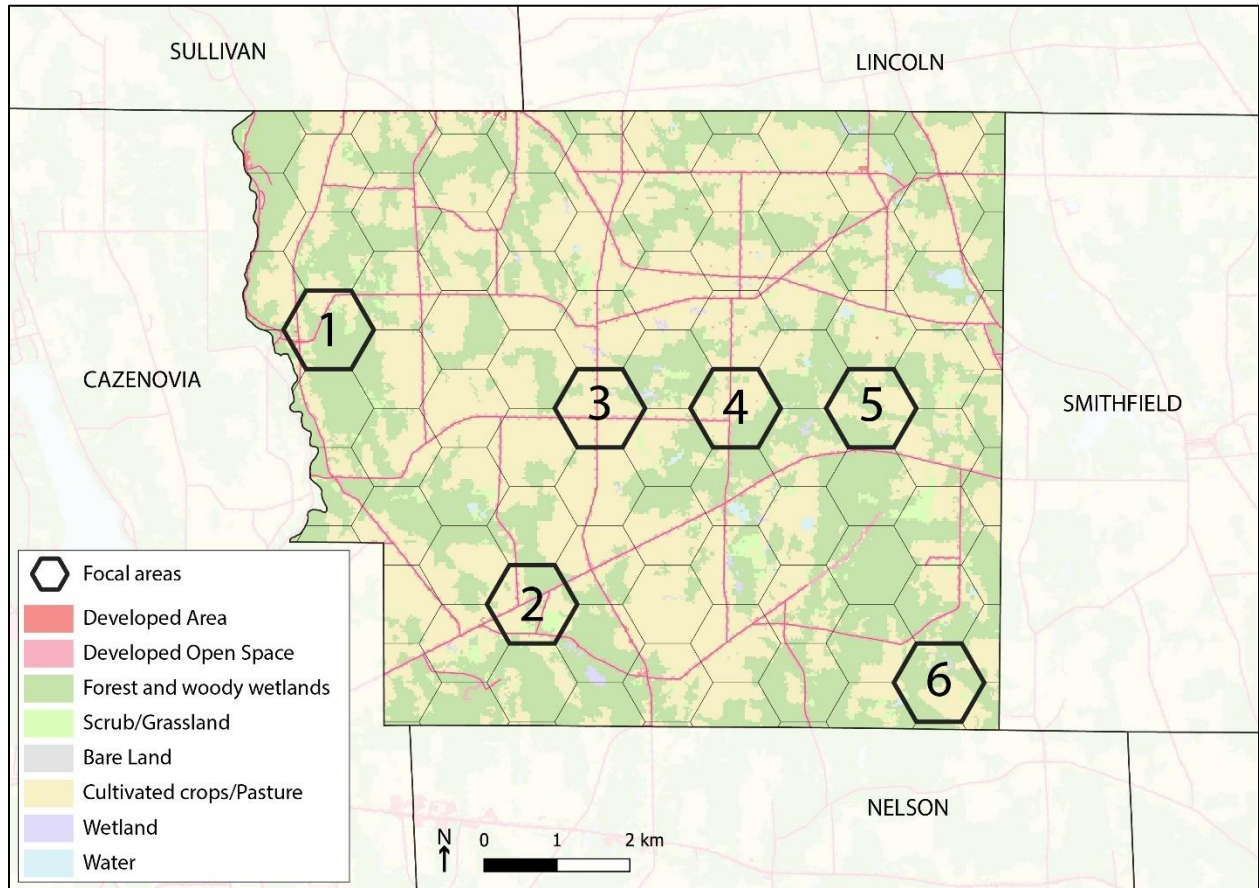 SULLIVAN
LINCOLN
CAZENOVIA
SMITHFIELD
1
3
4
5
2
6
Focal areas
Developed Area
Developed Open Space
Forest and woody wetlands
Scrub/Grassland
Bare Land
Cultivated crops/Pasture
Wetland
Water
NELSON
N
0 1 2 km